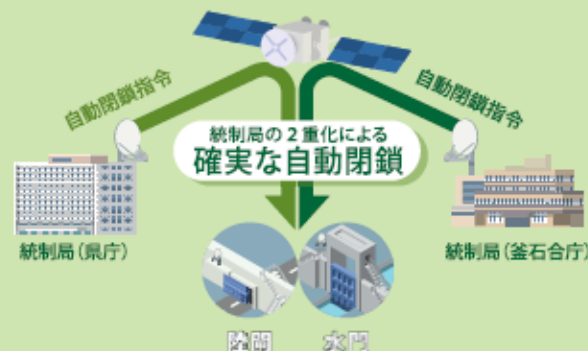 自動閉鎖指令
自動閉鎖指令
統制局の2重化による
確実な自動閉鎖
統制局(県庁)
統制局(釜石合庁)
陸閘
水門